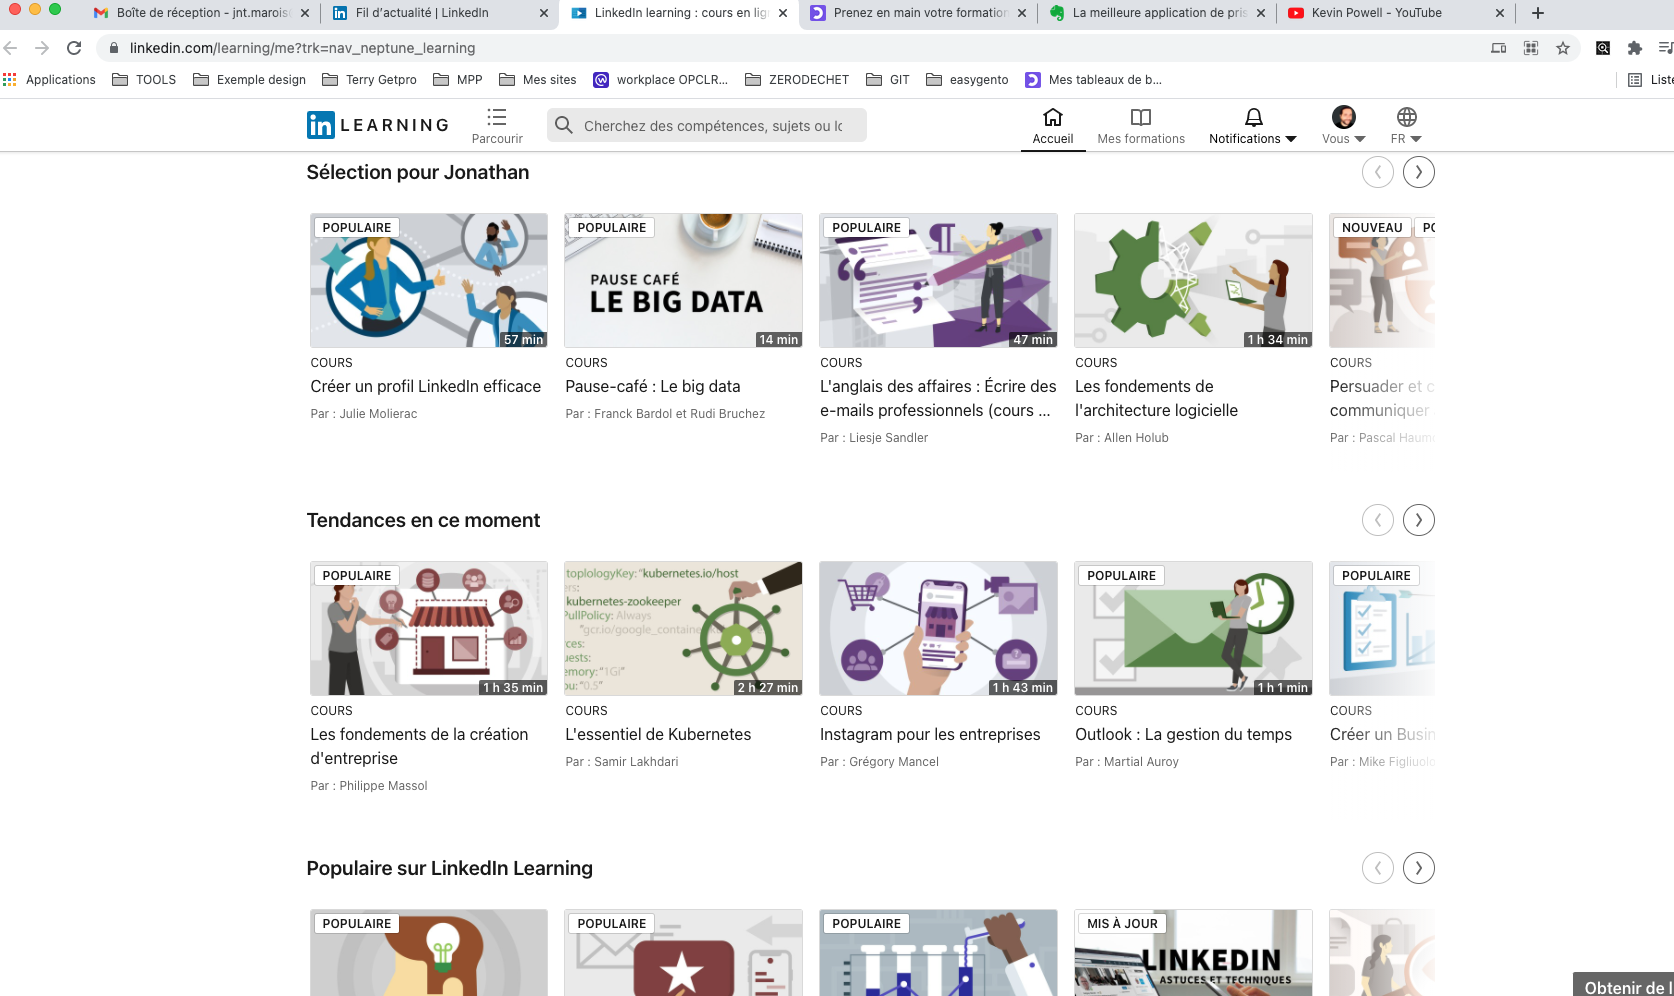 Boîte de réception - jnt.marois
Fil d’actualité | LinkedIn
LinkedIn learning : cours en lig
Prenez en main votre formation
La meilleure application de pris
Kevin Powell - YouTube
linkedin.com/learning/me?trk=nav_neptune_learning
Applications
TOOLS
Exemple design
Terry Getpro
MPP
Mes sites
workplace OPCLR...
ZERODECHET
GIT
easygento
Mes tableaux de b...
Liste
in LEARNING
Parcourir
Cherchez des compétences, sujets ou lo
Accueil
Mes formations
Notifications
Vous
FR
Sélection pour Jonathan
POPULAIRE
57 min
COURS
Créer un profil LinkedIn efficace
Par : Julie Molierac
POPULAIRE
PAUSE CAFÉ
LE BIG DATA
14 min
COURS
Pause-café : Le big data
Par : Franck Bardol et Rudi Bruchez
POPULAIRE
47 min
COURS
L'anglais des affaires : Écrire des
e-mails professionnels (cours ...
Par : Liesje Sandler
1 h 34 min
COURS
Les fondements de
l'architecture logicielle
Par : Allen Holub
NOUVEAU
PO
COURS
Persuader et c
communiquer
Par : Pascal Haum
Tendances en ce moment
POPULAIRE
1 h 35 min
COURS
Les fondements de la création
d'entreprise
Par : Philippe Massol
toplologyKey: "kubernetes.io/host
ers:
kubernetes-zookeeper
PullPolicy: Always
"gcr.io/google_containe
rces:
uests:
emory: "1Gi"
pu: "0.5"
2 h 27 min
COURS
L'essentiel de Kubernetes
Par : Samir Lakhdari
1 h 43 min
COURS
Instagram pour les entreprises
Par : Grégory Mancel
POPULAIRE
1 h 1 min
COURS
Outlook : La gestion du temps
Par : Martial Auroy
POPULAIRE
COURS
Créer un Busin
Par : Mike Figliuolo
Populaire sur LinkedIn Learning
POPULAIRE
POPULAIRE
POPULAIRE
MIS À JOUR
LINKEDIN
ASTUCES ET TECHNIQUES
Obtenir de l